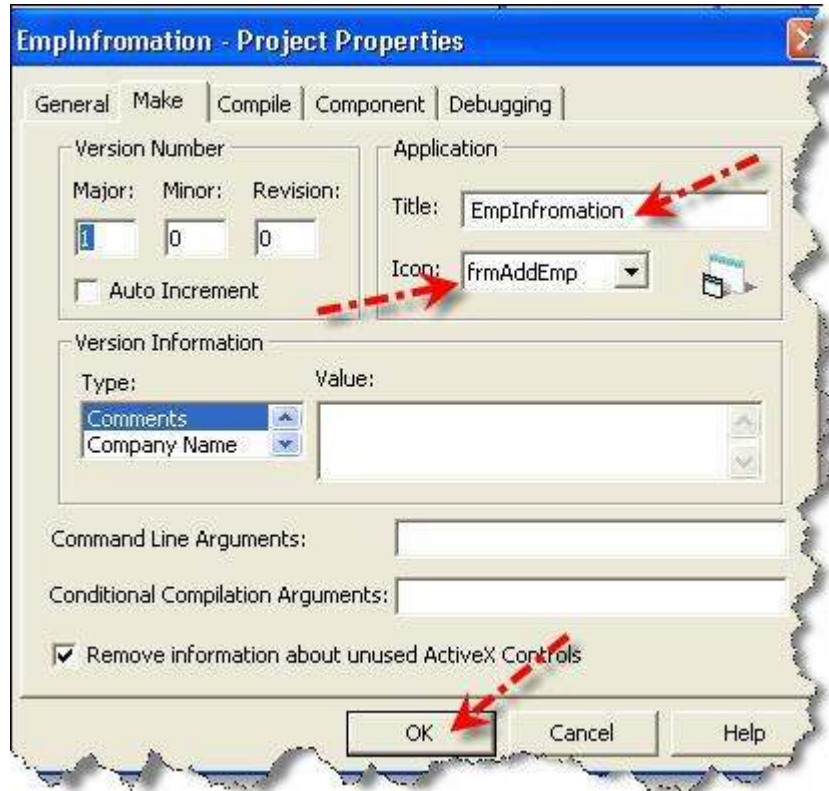 EmpInfromation - Project Properties
General Make Compile Component Debugging
Version Number
Application
Major: Minor: Revision:
Title: EmpInfromation
1 0 0
Icon: frmAddEmp
Auto Increment
Version Information
Type: Value:
Comments
Company Name
Command Line Arguments:
Conditional Compilation Arguments:
Remove information about unused ActiveX Controls
OK Cancel Help